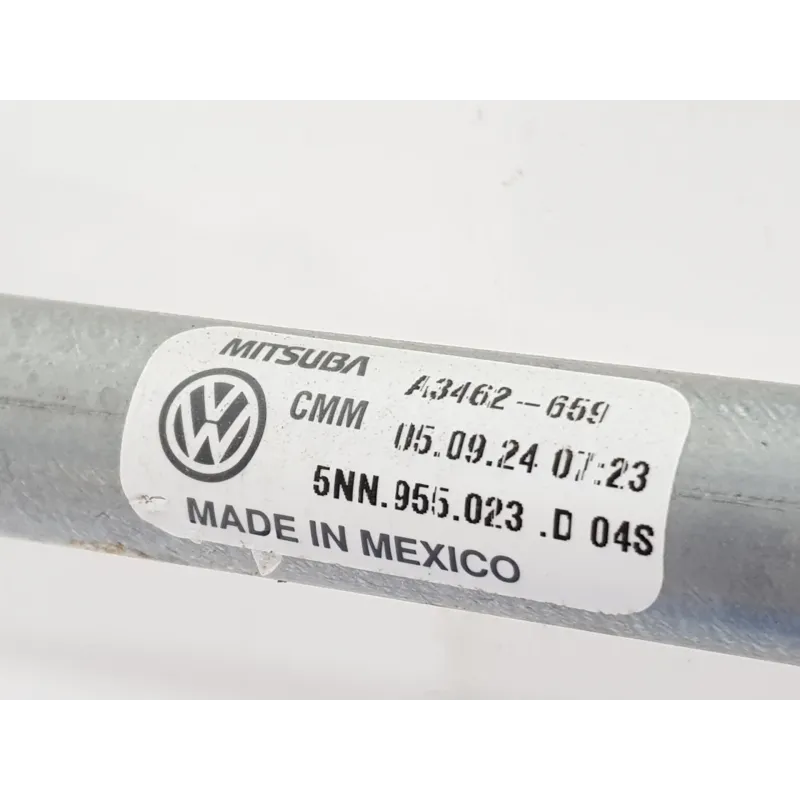 MITSUBA A3462-659
CMM 05.09.24 07:23
5NN.955.023 .D 04S
MADE IN MEXICO